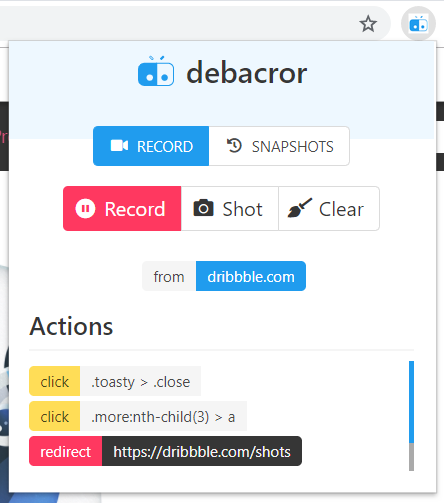 debacror
RECORD SNAPSHOTS
Record Shot Clear
from dribbble.com
Actions
click .toasty > .close
click .more:nth-child(3) > a
redirect https://dribbble.com/shots